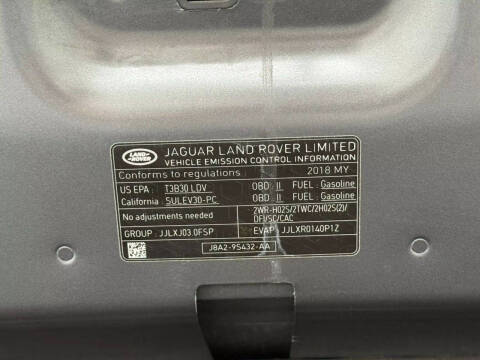 LAND ROVER
JAGUAR LAND ROVER LIMITED
VEHICLE EMISSION CONTROL INFORMATION
Conforms to regulations 2018 MY
US EPA : T3B30 LDV OBD : II FUEL : Gasoline
California : SULEV30-PC OBD : II FUEL : Gasoline
No adjustments needed
2WR-HO2S/2TWC/2HO2S(2)/
DFI/SC/CAC
GROUP : JJLXJ03.0FSP EVAP : JJLXR0140P1Z
J8A2-9S432-AA